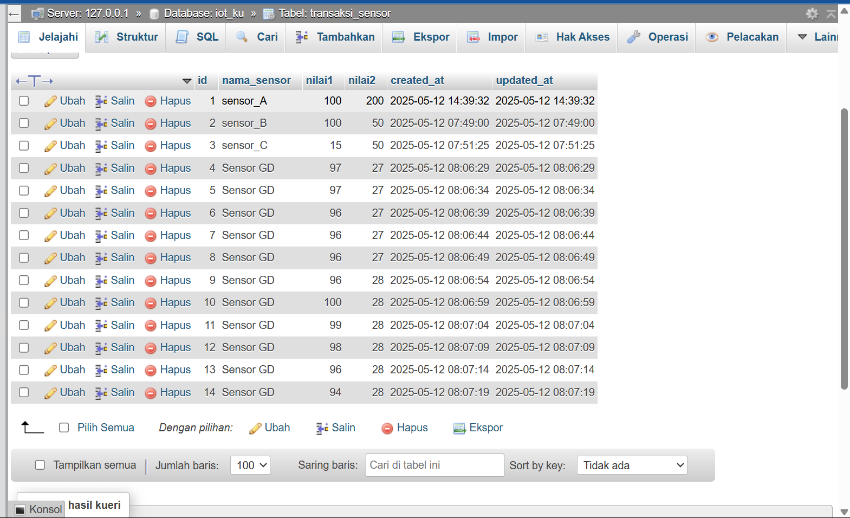 Server: 127.0.0.1 » Database: iot_ku » Tabel: transaksi_sensor
Jelajahi Struktur SQL Cari Tambahkan Ekspor Impor Hak Akses Operasi Pelacakan
id nama_sensor nilai1 nilai2 created_at updated_at
Ubah Salin Hapus 1 sensor_A 100 200 2025-05-12 14:39:32 2025-05-12 14:39:32
Ubah Salin Hapus 2 sensor_B 100 50 2025-05-12 07:49:00 2025-05-12 07:49:00
Ubah Salin Hapus 3 sensor_C 15 50 2025-05-12 07:51:25 2025-05-12 07:51:25
Ubah Salin Hapus 4 Sensor GD 97 27 2025-05-12 08:06:29 2025-05-12 08:06:29
Ubah Salin Hapus 5 Sensor GD 97 27 2025-05-12 08:06:34 2025-05-12 08:06:34
Ubah Salin Hapus 6 Sensor GD 96 27 2025-05-12 08:06:39 2025-05-12 08:06:39
Ubah Salin Hapus 7 Sensor GD 96 27 2025-05-12 08:06:44 2025-05-12 08:06:44
Ubah Salin Hapus 8 Sensor GD 96 27 2025-05-12 08:06:49 2025-05-12 08:06:49
Ubah Salin Hapus 9 Sensor GD 96 28 2025-05-12 08:06:54 2025-05-12 08:06:54
Ubah Salin Hapus 10 Sensor GD 100 28 2025-05-12 08:06:59 2025-05-12 08:06:59
Ubah Salin Hapus 11 Sensor GD 99 28 2025-05-12 08:07:04 2025-05-12 08:07:04
Ubah Salin Hapus 12 Sensor GD 98 28 2025-05-12 08:07:09 2025-05-12 08:07:09
Ubah Salin Hapus 13 Sensor GD 96 28 2025-05-12 08:07:14 2025-05-12 08:07:14
Ubah Salin Hapus 14 Sensor GD 94 28 2025-05-12 08:07:19 2025-05-12 08:07:19
Pilih Semua Dengan pilihan: Ubah Salin Hapus Ekspor
Tampilkan semua Jumlah baris: 100 Saring baris: Cari di tabel ini Sort by key: Tidak ada
Konsol hasil kueri